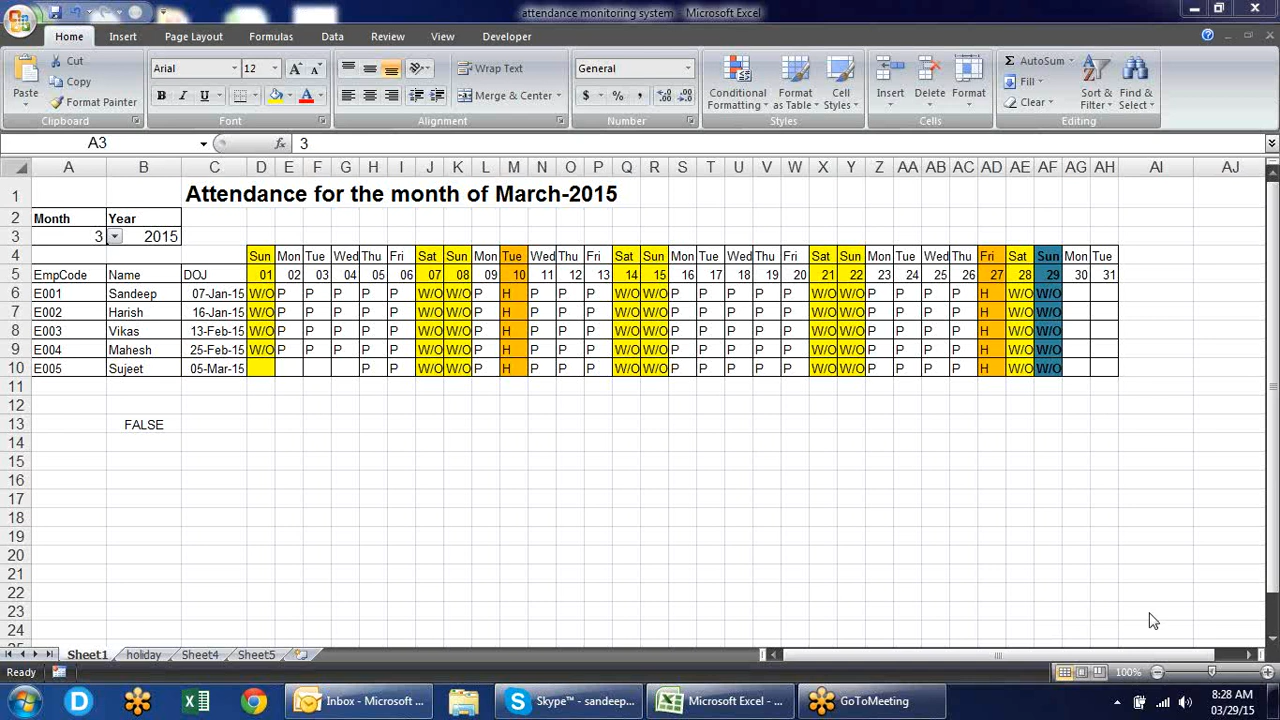 attendance monitoring system - Microsoft Excel
Home Insert Page Layout Formulas Data Review View Developer
Paste Cut Copy Format Painter Clipboard
Arial 12 B I U A Font
Wrap Text Merge & Center Alignment
General $ % , Number
Conditional Formatting Format as Table Cell Styles Styles
Insert Delete Format Cells
AutoSum Fill Clear Sort & Filter Find & Select Editing
A3 fx 3
A B C D E F G H I J K L M N O P Q R S T U V W X Y Z AA AB AC AD AE AF AG AH AI AJ
1 Attendance for the month of March-2015
2 Month Year
3 3 2015
4 Sun Mon Tue Wed Thu Fri Sat Sun Mon Tue Wed Thu Fri Sat Sun Mon Tue Wed Thu Fri Sat Sun Mon Tue Wed Thu Fri Sat Sun Mon Tue
5 EmpCode Name DOJ 01 02 03 04 05 06 07 08 09 10 11 12 13 14 15 16 17 18 19 20 21 22 23 24 25 26 27 28 29 30 31
6 E001 Sandeep 07-Jan-15 W/O P P P P P W/O W/O P H P P P W/O W/O P P P P P W/O W/O P P P P H W/O W/O
7 E002 Harish 16-Jan-15 W/O P P P P P W/O W/O P H P P P W/O W/O P P P P P W/O W/O P P P P H W/O W/O
8 E003 Vikas 13-Feb-15 W/O P P P P P W/O W/O P H P P P W/O W/O P P P P P W/O W/O P P P P H W/O W/O
9 E004 Mahesh 25-Feb-15 W/O P P P P P W/O W/O P H P P P W/O W/O P P P P P W/O W/O P P P P H W/O W/O
10 E005 Sujeet 05-Mar-15 P P W/O W/O P H P P P W/O W/O P P P P P W/O W/O P P P P H W/O W/O
11
12
13 FALSE
14
15
16
17
18
19
20
21
22
23
24
Sheet1 holiday Sheet4 Sheet5
Ready 100%
Inbox - Microsoft ... Skype™ - sandeep... Microsoft Excel - ... GoToMeeting
8:28 AM
03/29/15